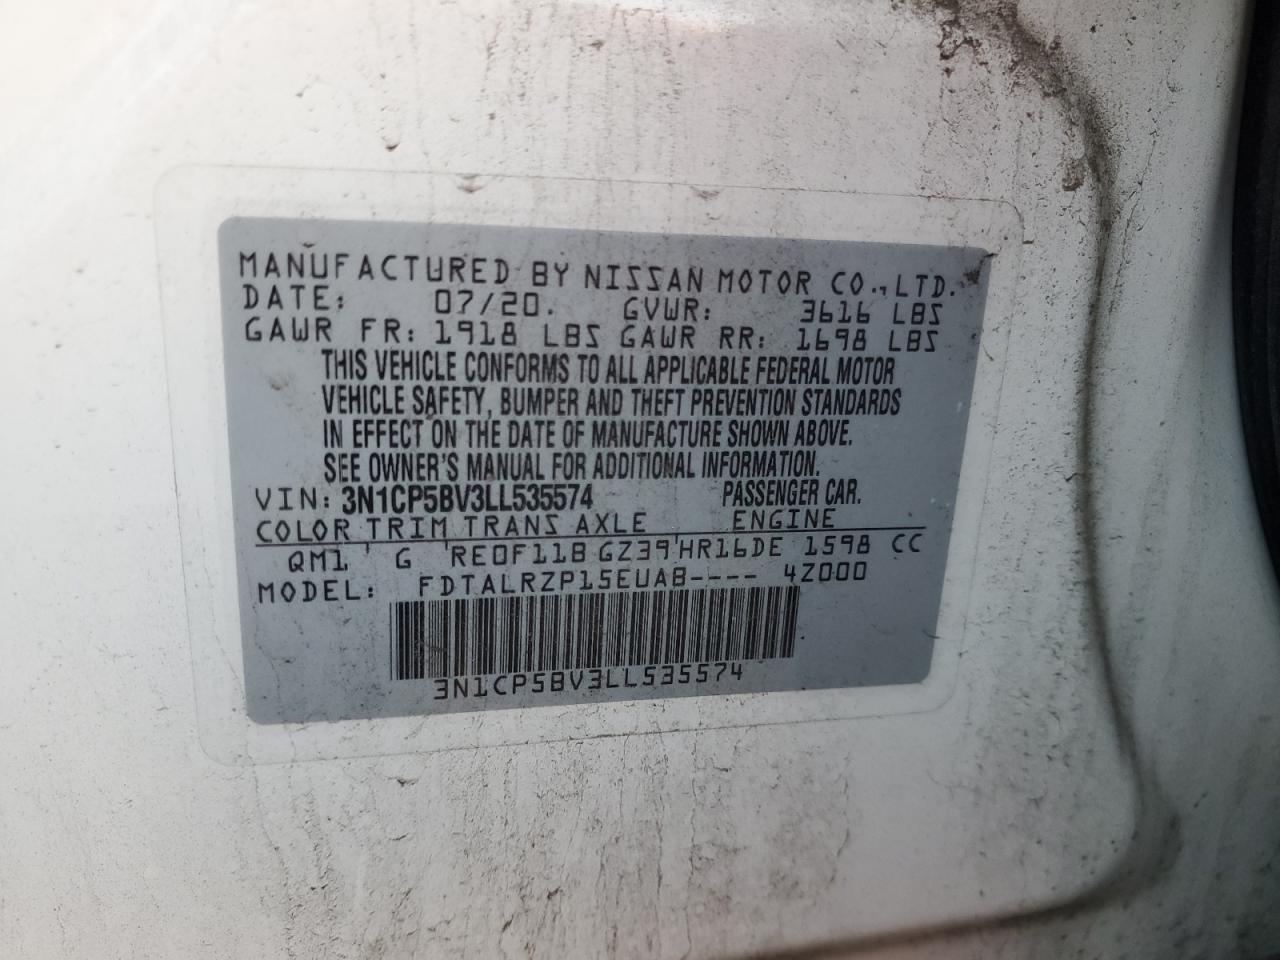 MANUFACTURED BY NISSAN MOTOR CO., LTD.
DATE: 07/20. GVWR: 3616 LBS
GAWR FR: 1918 LBS GAWR RR: 1698 LBS
THIS VEHICLE CONFORMS TO ALL APPLICABLE FEDERAL MOTOR
VEHICLE SAFETY, BUMPER AND THEFT PREVENTION STANDARDS
IN EFFECT ON THE DATE OF MANUFACTURE SHOWN ABOVE.
SEE OWNER'S MANUAL FOR ADDITIONAL INFORMATION.
VIN: 3N1CP5BV3LL535574 PASSENGER CAR.
COLOR TRIM TRANS AXLE ENGINE
QM1 G RE0F11B GZ39 HR16DE 1598 CC
MODEL: FDTALRZP15EUAB---- 4Z000
3N1CP5BV3LL535574